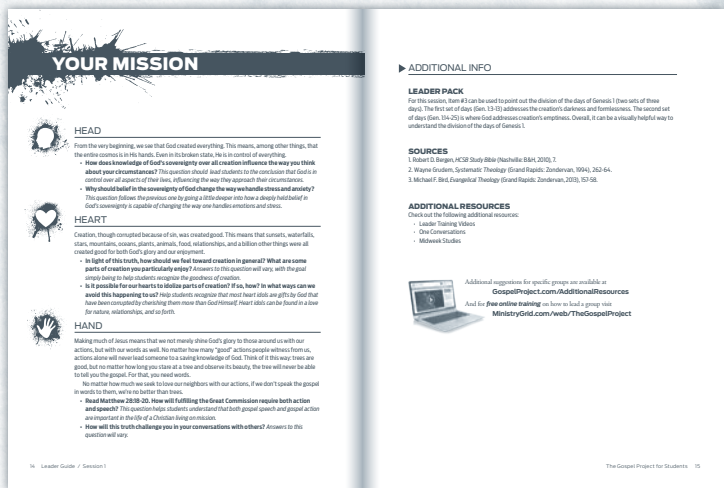 YOUR MISSION
HEAD
From the very beginning, we see that God created everything. This means, among other things, that
the entire cosmos is in His hands. Even in its broken state, He is in control of everything.
• How does knowledge of God's sovereignty over all creation influence the way you think
about your circumstances? This question should lead students to the conclusion that God is in
control over all aspects of their lives, influencing the way they approach their circumstances.
• Why should belief in the sovereignty of God change the way we handle stress and anxiety?
This question follows the previous one by going a little deeper into how a deeply held belief in
God's sovereignty is capable of changing the way one handles emotions and stress.
HEART
Creation, though corrupted because of sin, was created good. This means that sunsets, waterfalls,
stars, mountains, oceans, plants, animals, food, relationships, and a billion other things were all
created good for both God's glory and our enjoyment.
• In light of this truth, how should we feel toward creation in general? What are some
parts of creation you particularly enjoy? Answers to this question will vary, with the goal
simply being to help students recognize the goodness of creation.
• Is it possible for our hearts to idolize parts of creation? If so, how? In what ways can we
avoid this happening to us? Help students recognize that most heart idols are gifts by God that
have been corrupted by cherishing them more than God Himself. Heart idols can be found in a love
for nature, relationships, and so forth.
HAND
Making much of Jesus means that we not merely shine God's glory to those around us with our
actions, but with our words as well. No matter how many "good" actions people witness from us,
actions alone will never lead someone to a saving knowledge of God. Think of it this way: trees are
good, but no matter how long you stare at a tree and observe its beauty, the tree will never be able
to tell you the gospel. For that, you need words.
No matter how much we seek to love our neighbors with our actions, if we don't speak the gospel
in words to them, we're no better than trees.
• Read Matthew 28:18-20. How will fulfilling the Great Commission require both action
and speech? This question helps students understand that both gospel speech and gospel action
are important in the life of a Christian living on mission.
• How will this truth challenge you in your conversations with others? Answers to this
question will vary.
14 Leader Guide / Session 1
ADDITIONAL INFO
LEADER PACK
For this session, Item #3 can be used to point out the division of the days of Genesis 1 (two sets of three
days). The first set of days (Gen. 1:3-13) addresses the creation's darkness and formlessness. The second set
of days (Gen. 1:14-25) is where God addresses creation's emptiness. Overall, it can be a visually helpful way to
understand the division of the days of Genesis 1.
SOURCES
1. Robert D. Bergen, HCSB Study Bible (Nashville: B&H, 2010), 7.
2. Wayne Grudem, Systematic Theology (Grand Rapids: Zondervan, 1994), 262-64.
3. Michael F. Bird, Evangelical Theology (Grand Rapids: Zondervan, 2013), 157-58.
ADDITIONAL RESOURCES
Check out the following additional resources:
› Leader Training Videos
› One Conversations
› Midweek Studies
Additional suggestions for specific groups are available at
GospelProject.com/AdditionalResources
And for free online training on how to lead a group visit
MinistryGrid.com/web/TheGospelProject
The Gospel Project for Students 15